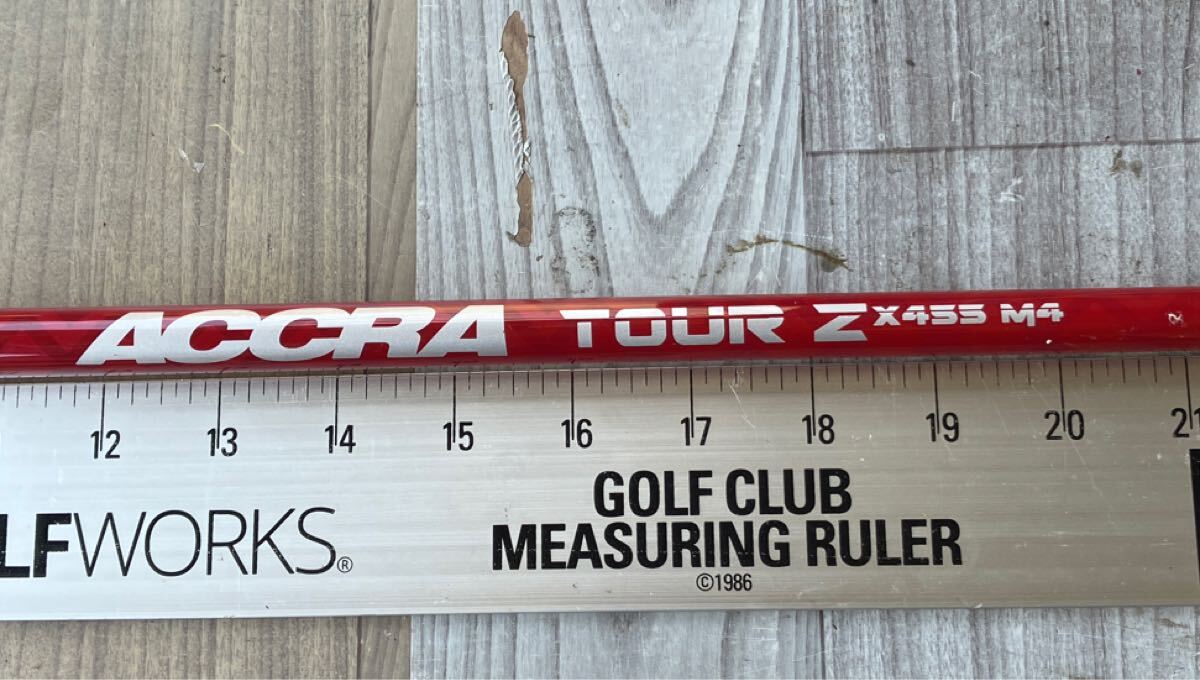 ACCRA TOUR Z X455 M4
12 13 14 15 16 17 18 19 20 21
LFWORKS®
GOLF CLUB
MEASURING RULER
©1986